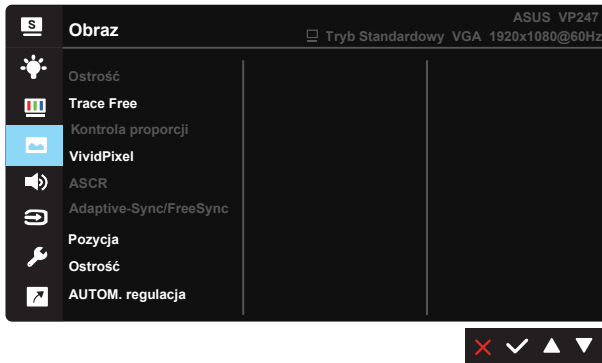 S
Obraz
ASUS VP247
Tryb Standardowy VGA 1920x1080@60Hz
Ostrość
Trace Free
Kontrola proporcji
VividPixel
ASCR
Adaptive-Sync/FreeSync
Pozycja
Ostrość
AUTOM. regulacja